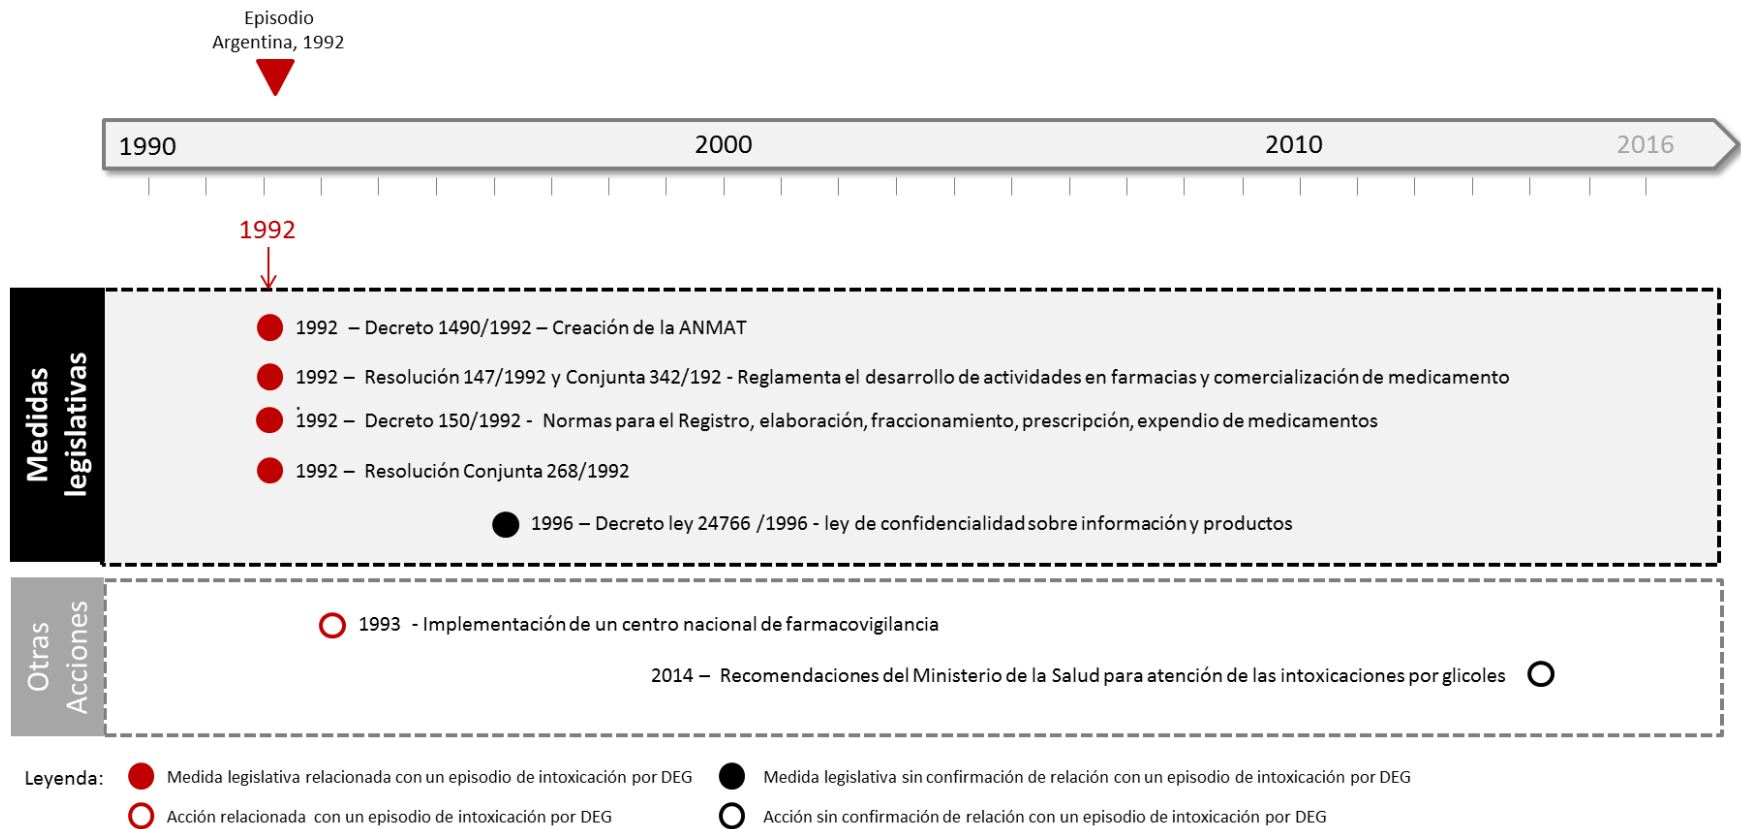 Episodio
Argentina, 1992
1990 2000 2010 2016
1992
Medidas
legislativas
1992 – Decreto 1490/1992 – Creación de la ANMAT
1992 – Resolución 147/1992 y Conjunta 342/192 - Reglamenta el desarrollo de actividades en farmacias y comercialización de medicamento
1992 – Decreto 150/1992 - Normas para el Registro, elaboración, fraccionamiento, prescripción, expendio de medicamentos
1992 – Resolución Conjunta 268/1992
1996 – Decreto ley 24766 /1996 - ley de confidencialidad sobre información y productos
Otras
Acciones
1993 - Implementación de un centro nacional de farmacovigilancia
2014 – Recomendaciones del Ministerio de la Salud para atención de las intoxicaciones por glicoles
Leyenda:
Medida legislativa relacionada con un episodio de intoxicación por DEG
Medida legislativa sin confirmación de relación con un episodio de intoxicación por DEG
Acción relacionada con un episodio de intoxicación por DEG
Acción sin confirmación de relación con un episodio de intoxicación por DEG